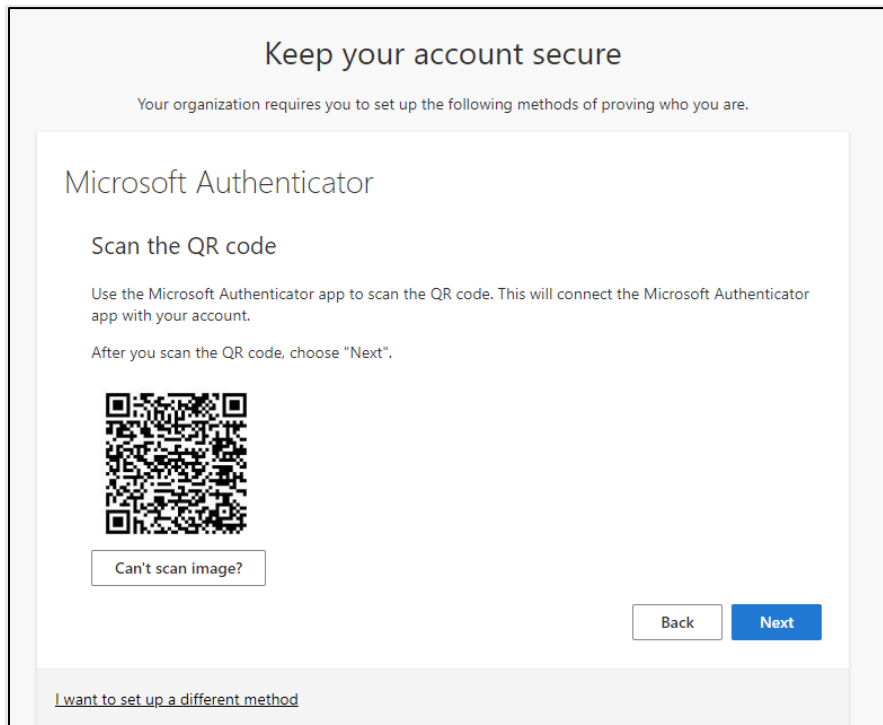 Keep your account secure
Your organization requires you to set up the following methods of proving who you are.
Microsoft Authenticator
Scan the QR code
Use the Microsoft Authenticator app to scan the QR code. This will connect the Microsoft Authenticator
app with your account.
After you scan the QR code, choose "Next".
Can't scan image?
Back
Next
I want to set up a different method